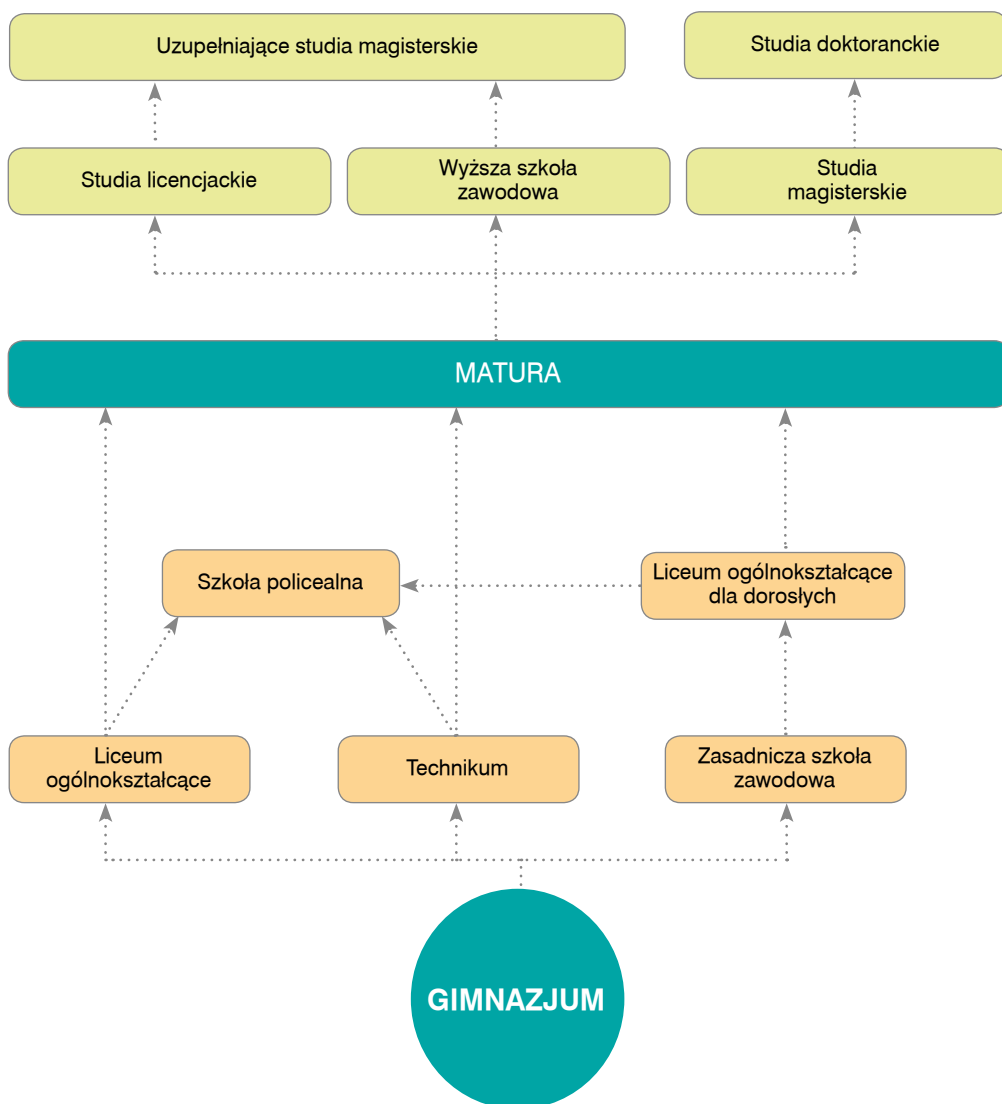 Uzupełniające studia magisterskie
Studia doktoranckie
Studia licencjackie
Wyższa szkoła
zawodowa
Studia
magisterskie
MATURA
Szkoła policealna
Liceum ogólnokształcące
dla dorosłych
Liceum
ogólnokształcące
Technikum
Zasadnicza szkoła
zawodowa
GIMNAZJUM